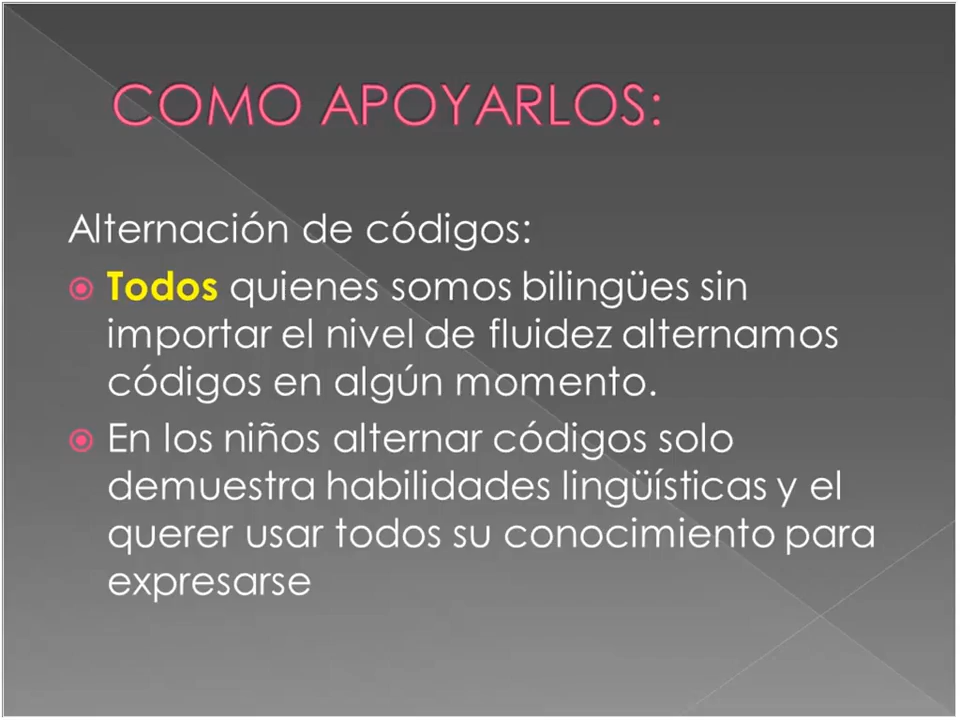 COMO APOYARLOS:
Alternación de códigos:
Todos quienes somos bilingües sin
importar el nivel de fluidez alternamos
códigos en algún momento.
En los niños alternar códigos solo
demuestra habilidades lingüísticas y el
querer usar todos su conocimiento para
expresarse